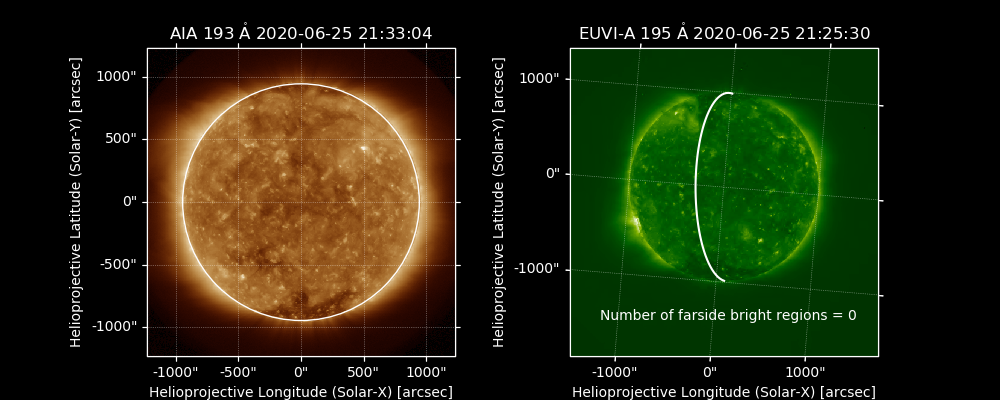 AIA 193 Å 2020-06-25 21:33:04
EUVI-A 195 Å 2020-06-25 21:25:30
Helioprojective Latitude (Solar-Y) [arcsec]
1000"
500"
0"
-500"
-1000"
-1000"
-500"
0"
500"
1000"
Helioprojective Longitude (Solar-X) [arcsec]
Helioprojective Latitude (Solar-Y) [arcsec]
1000"
0"
-1000"
Number of farside bright regions = 0
-1000"
0"
1000"
Helioprojective Longitude (Solar-X) [arcsec]